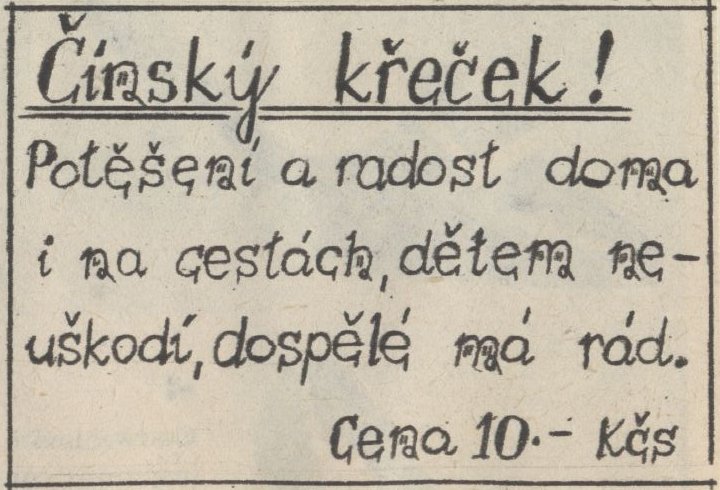 Čínský křeček!
Potěšení a radost doma
i na cestách, dětem ne-
uškodí, dospělé má rád.
Cena 10.- Kčs